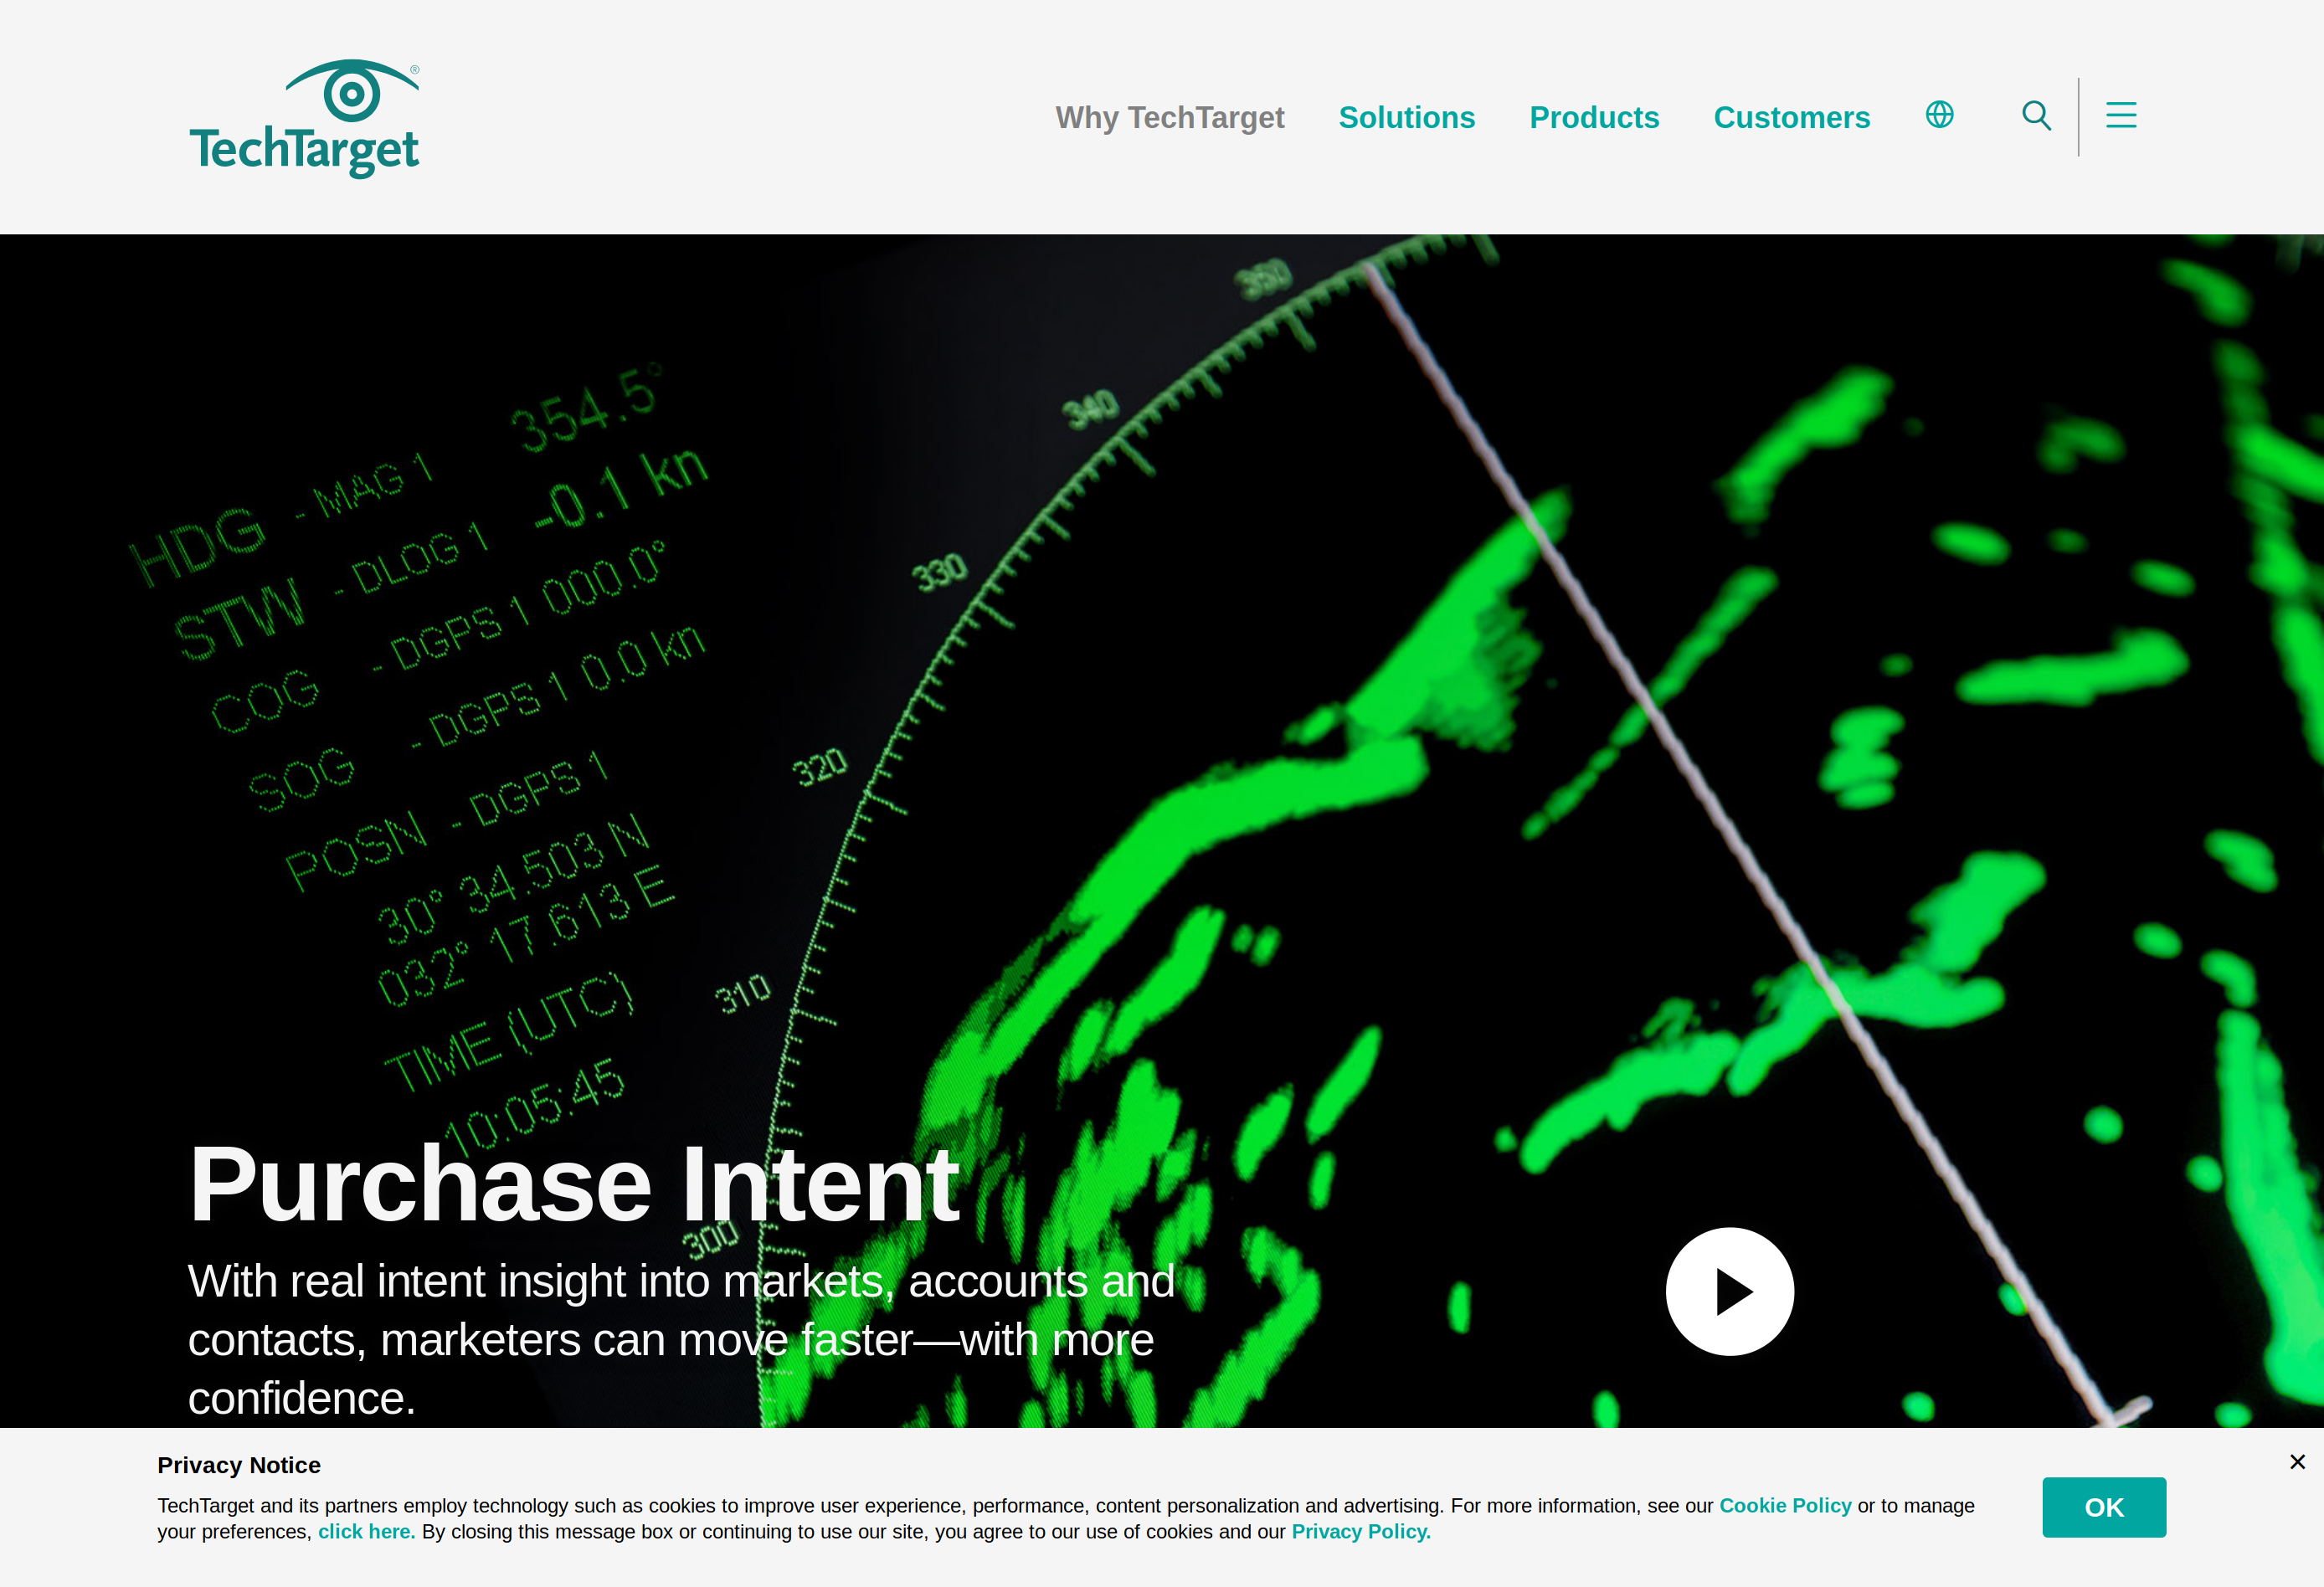 TechTarget
®
Why TechTarget
Solutions
Products
Customers
HDG - MAG 1 354.5°
STW - DLOG 1 -0.1 kn
COG - DGPS 1 000.0°
SOG - DGPS 1 0.0 kn
POSN - DGPS 1
30° 34.503 N
032° 17.613 E
TIME (UTC)
10:05:45
350
340
330
320
310
300
Purchase Intent
With real intent insight into markets, accounts and
contacts, marketers can move faster—with more
confidence.
Privacy Notice
×
TechTarget and its partners employ technology such as cookies to improve user experience, performance, content personalization and advertising. For more information, see our Cookie Policy or to manage
your preferences, click here. By closing this message box or continuing to use our site, you agree to our use of cookies and our Privacy Policy.
OK